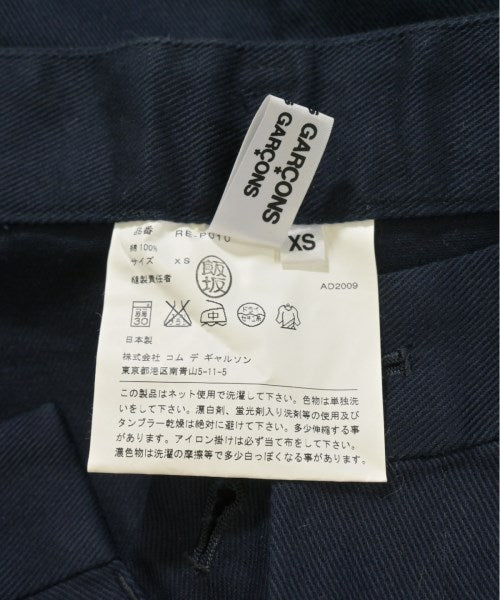 GARÇONS
GARÇONS
XS
品番 RE-P010
綿100%
サイズ XS
縫製責任者 飯坂
AD2009
30
ドライ
セキユ系
日本製
株式会社 コム デ ギャルソン
東京都港区南青山5-11-5
この製品はネット使用で洗濯して下さい。色物は単独洗
いをして下さい。漂白剤、蛍光剤入り洗剤等の使用及び
タンブラー乾燥は絶対に避けて下さい。多少伸縮する事
があります。アイロン掛けは必ず当て布をして下さい。
濃色物は洗濯の摩擦等で多少白っぽくなる事があります。